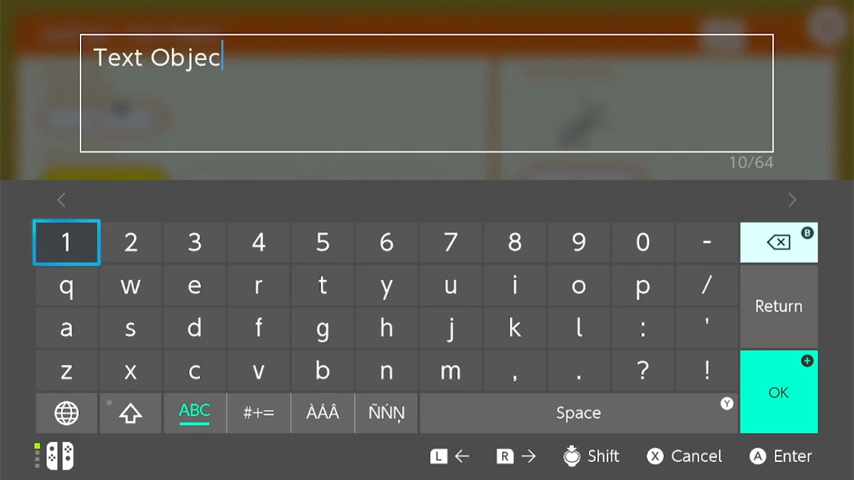 Text Objec
10/64
1 2 3 4 5 6 7 8 9 0 - B
q w e r t y u i o p / Return
a s d f g h j k l : '
z x c v b n m , . ? ! OK +
ABC #+= ÀÁÂ ÑŃŅ Space Y
L ← R → Shift X Cancel A Enter